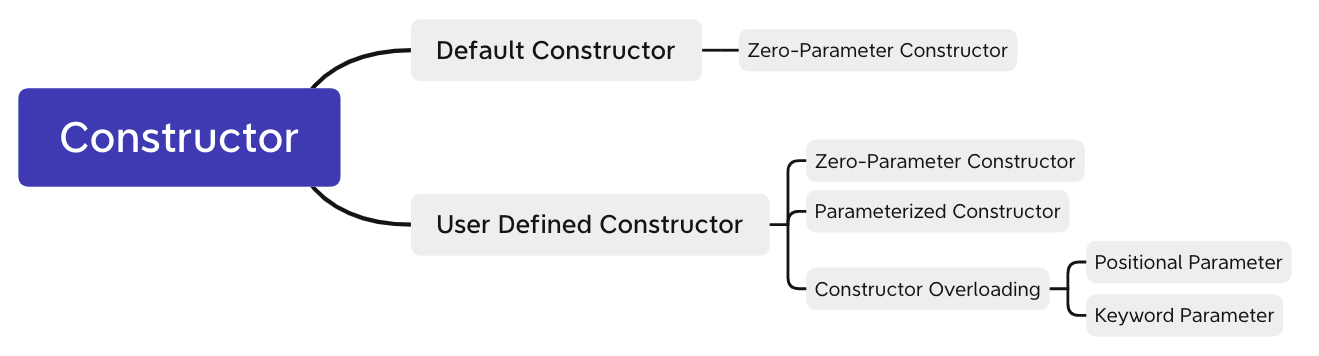 Constructor
Default Constructor
Zero-Parameter Constructor
User Defined Constructor
Zero-Parameter Constructor
Parameterized Constructor
Constructor Overloading
Positional Parameter
Keyword Parameter